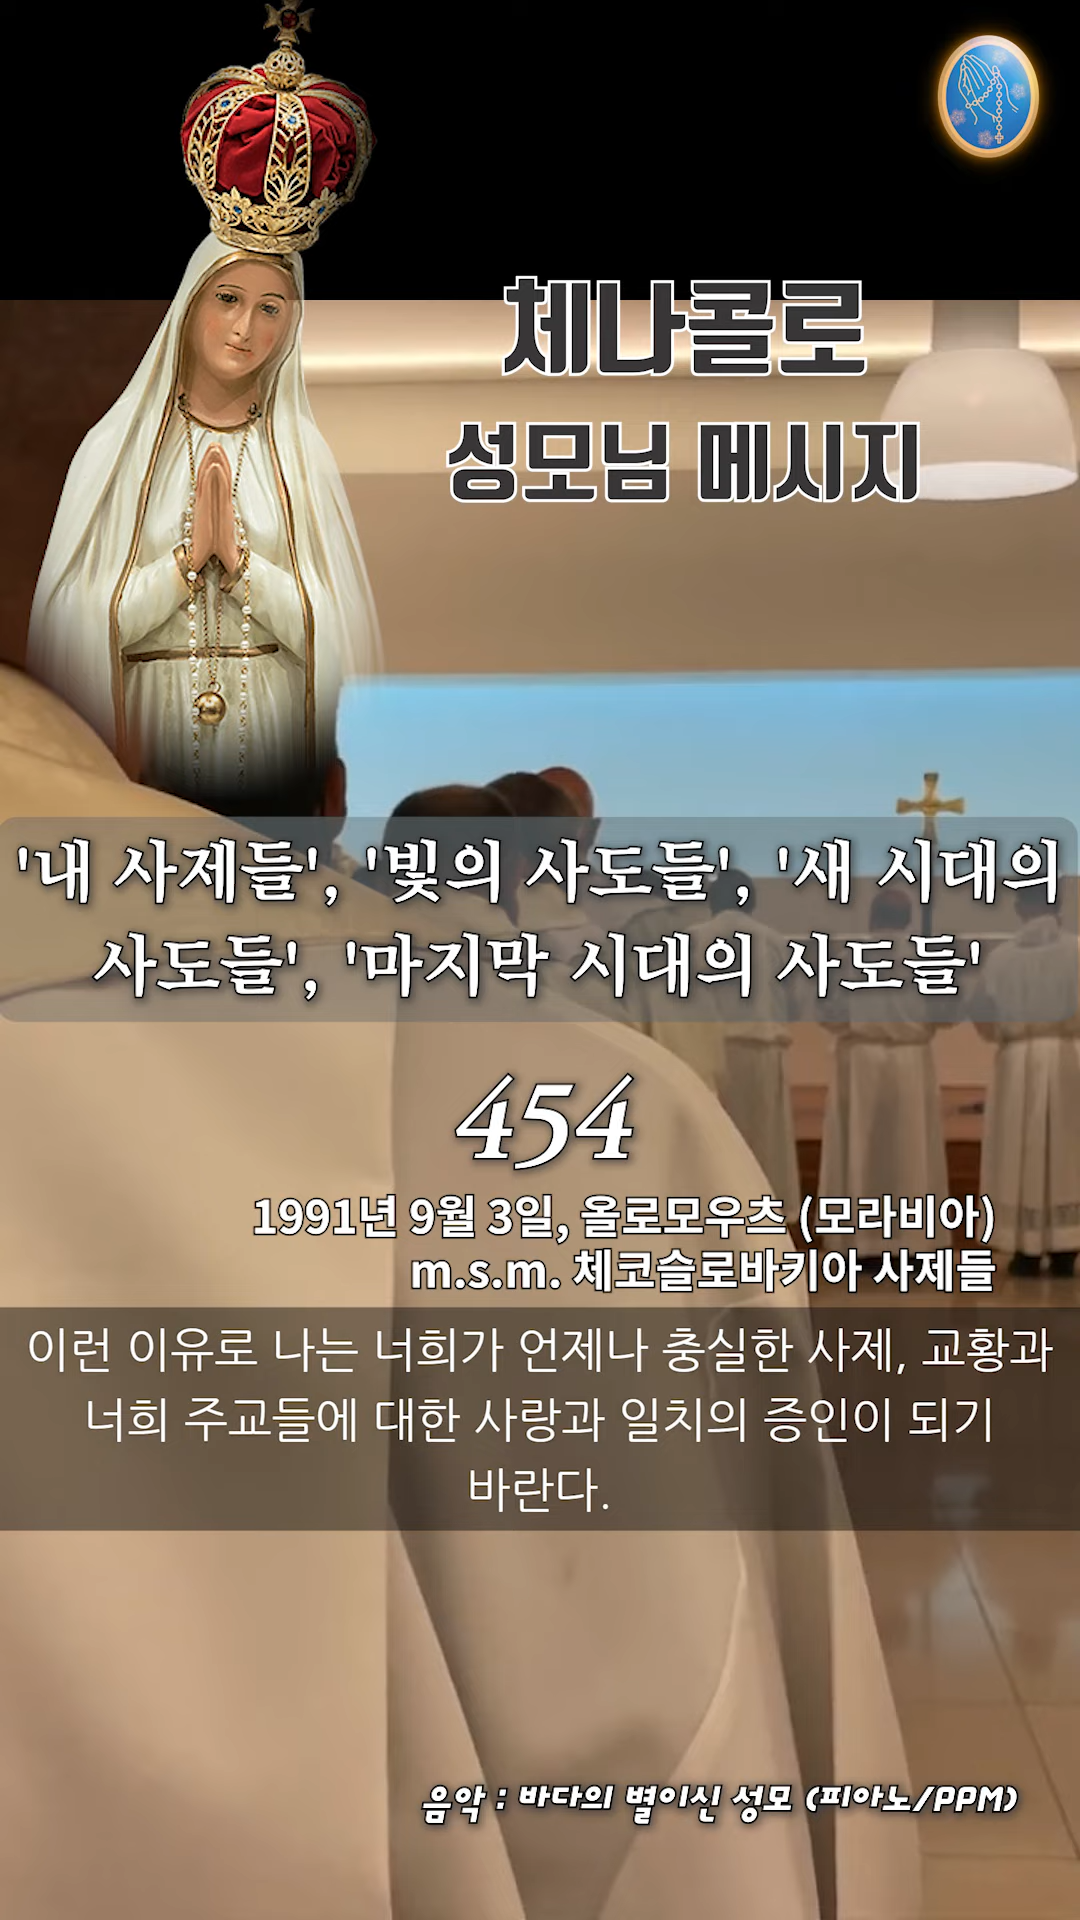 체나콜로
성모님 메시지
'내 사제들', '빛의 사도들', '새 시대의
사도들', '마지막 시대의 사도들'
454
1991년 9월 3일, 올로모우츠 (모라비아)
m.s.m. 체코슬로바키아 사제들
이런 이유로 나는 너희가 언제나 충실한 사제, 교황과
너희 주교들에 대한 사랑과 일치의 증인이 되기
바란다.
음악 : 바다의 별이신 성모 (피아노/PPM)